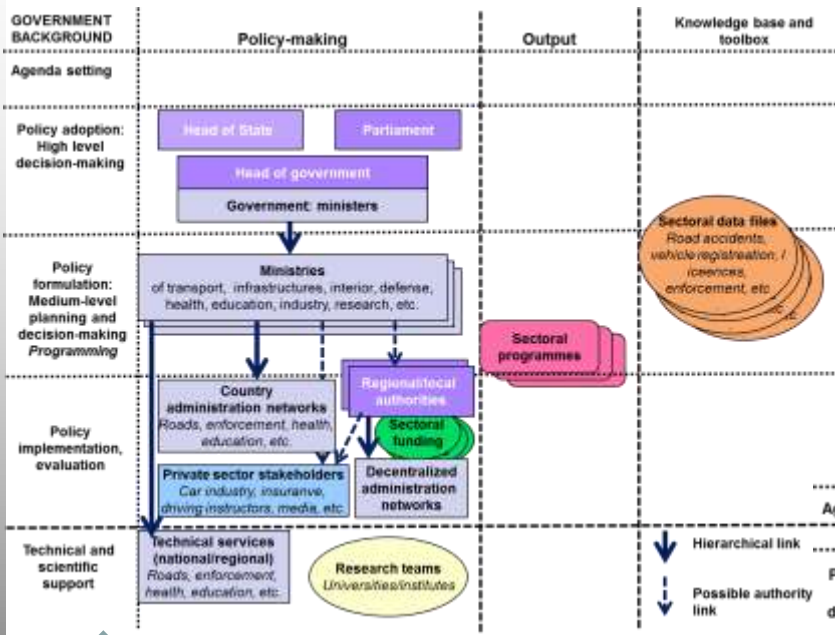 GOVERNMENT
BACKGROUND
Policy-making
Output
Knowledge base and
toolbox
Agenda setting
Policy adoption:
High level
decision-making
Head of State
Parliament
Head of government
Government: ministers
Sectoral data files
Road accidents,
vehicle registreation, l
iceences,
enforcement, etc
Policy
formulation:
Medium-level
planning and
decision-making
Programming
Ministries
of transport, infrastructures, interior, defense,
health, education, industry, research, etc.
Sectoral
programmes
Policy
implementation,
evaluation
Country
administration networks
Roads, enforcement, health,
education, etc.
Regional/local
authorities
Sectoral
funding
Private sector stakeholders
Car industry, insuranve,
driving instructors, media, etc
Decentralized
administration
networks
Technical and
scientific
support
Technical services
(national/regional)
Roads, enforcement,
health, education, etc.
Research teams
Universities/institutes
Hierarchical link
Possible authority
link